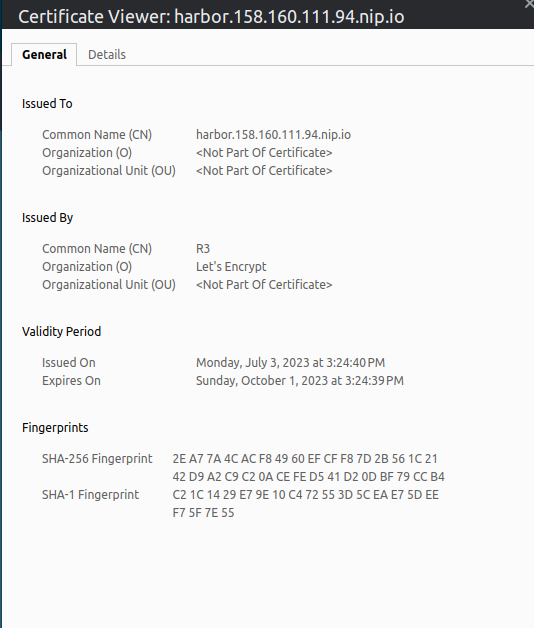 Certificate Viewer: harbor.158.160.111.94.nip.io
General Details
Issued To
Common Name (CN) harbor.158.160.111.94.nip.io
Organization (O) <Not Part Of Certificate>
Organizational Unit (OU) <Not Part Of Certificate>
Issued By
Common Name (CN) R3
Organization (O) Let's Encrypt
Organizational Unit (OU) <Not Part Of Certificate>
Validity Period
Issued On Monday, July 3, 2023 at 3:24:40 PM
Expires On Sunday, October 1, 2023 at 3:24:39 PM
Fingerprints
SHA-256 Fingerprint 2E A7 7A 4C AC F8 49 60 EF CF F8 7D 2B 56 1C 21
42 D9 A2 C9 C2 0A CE FE D5 41 D2 0D BF 79 CC B4
SHA-1 Fingerprint C2 1C 14 29 E7 9E 10 C4 72 55 3D 5C EA E7 5D EE
F7 5F 7E 55